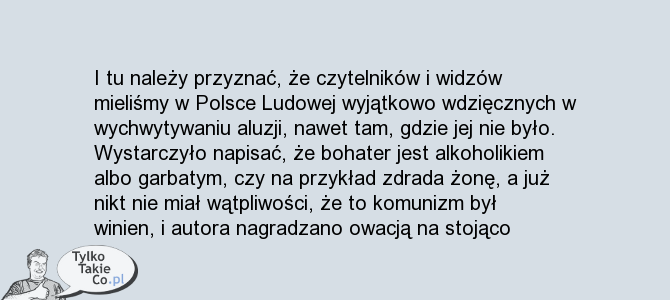 I tu należy przyznać, że czytelników i widzów
mieliśmy w Polsce Ludowej wyjątkowo wdzięcznych w
wychwytywaniu aluzji, nawet tam, gdzie jej nie było.
Wystarczyło napisać, że bohater jest alkoholikiem
albo garbatym, czy na przykład zdrada żonę, a już
nikt nie miał wątpliwości, że to komunizm był
winien, i autora nagradzano owacją na stojąco
Tylko
Takie
Co.pl